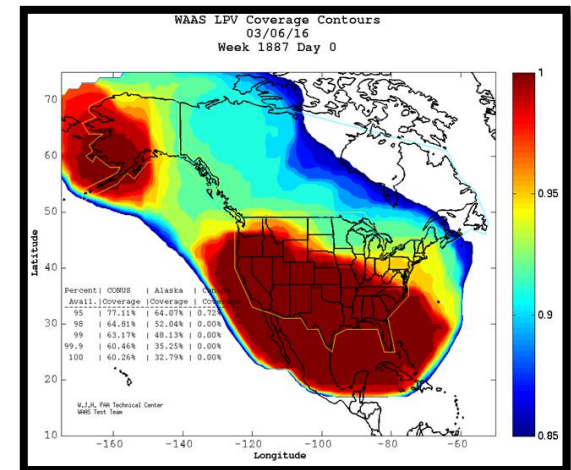 WAAS LPV Coverage Contours
03/06/16
Week 1887 Day 0
1
0.95
0.9
0.85
70
60
50
40
30
20
10
Latitude
Percent| CONUS | Alaska |
Avail.|Coverage |Coverage |
95 | 77.11% | 64.07% | 0.72%
98 | 64.81% | 52.04% | 0.00%
99 | 63.17% | 48.13% | 0.00%
99.9 | 60.46% | 35.25% | 0.00%
100 | 60.26% | 32.79% | 0.00%
W.J.H. FAA Technical Center
WAAS Test Team
-160 -140 -120 -100 -80 -60
Longitude